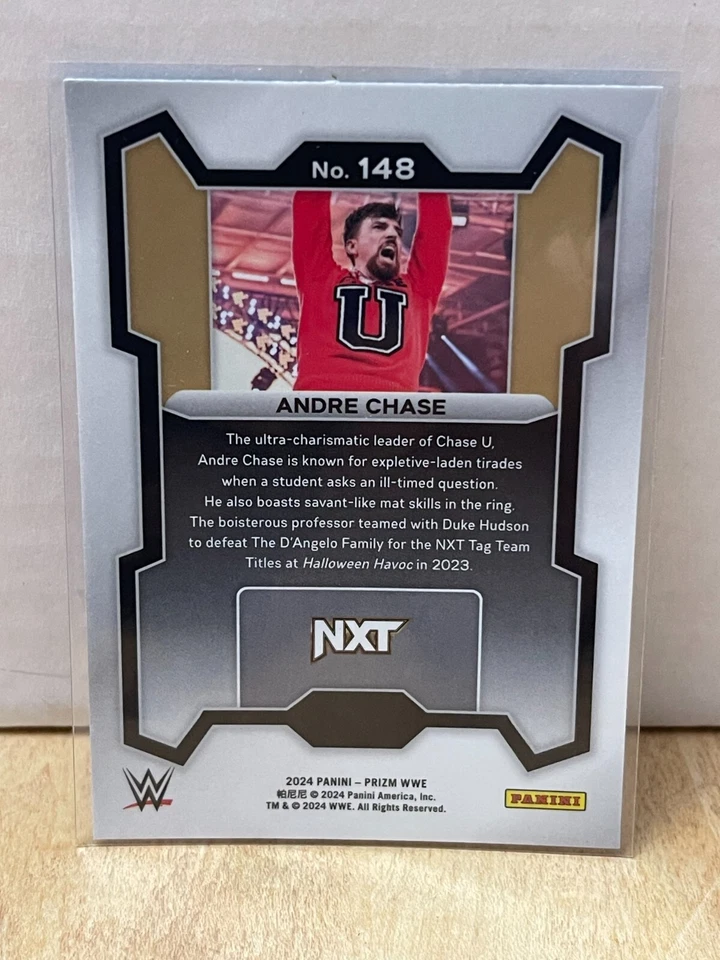 No. 148
U
ANDRE CHASE
The ultra-charismatic leader of Chase U,
Andre Chase is known for expletive-laden tirades
when a student asks an ill-timed question.
He also boasts savant-like mat skills in the ring.
The boisterous professor teamed with Duke Hudson
to defeat The D'Angelo Family for the NXT Tag Team
Titles at Halloween Havoc in 2023.
NXT
W
2024 PANINI – PRIZM WWE
帕尼尼 © 2024 Panini America, Inc.
TM & © 2024 WWE. All Rights Reserved.
PANINI